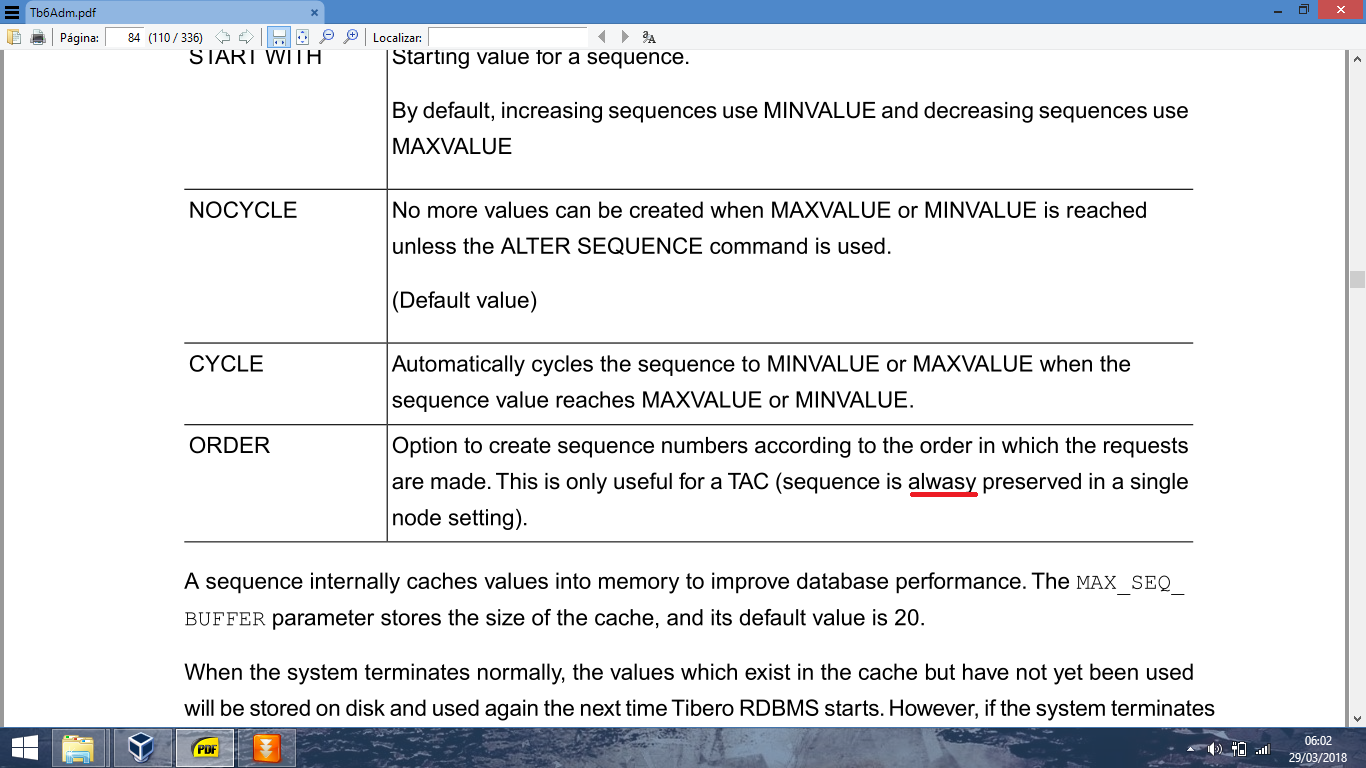 Tb6Adm.pdf
Página: 84 (110 / 336) Localizar:
START WITH Starting value for a sequence.
By default, increasing sequences use MINVALUE and decreasing sequences use
MAXVALUE
NOCYCLE No more values can be created when MAXVALUE or MINVALUE is reached
unless the ALTER SEQUENCE command is used.
(Default value)
CYCLE Automatically cycles the sequence to MINVALUE or MAXVALUE when the
sequence value reaches MAXVALUE or MINVALUE.
ORDER Option to create sequence numbers according to the order in which the requests
are made. This is only useful for a TAC (sequence is alwasy preserved in a single
node setting).
A sequence internally caches values into memory to improve database performance. The MAX_SEQ_
BUFFER parameter stores the size of the cache, and its default value is 20.
When the system terminates normally, the values which exist in the cache but have not yet been used
will be stored on disk and used again the next time Tibero RDBMS starts. However, if the system terminates
PDF
06:02
29/03/2018